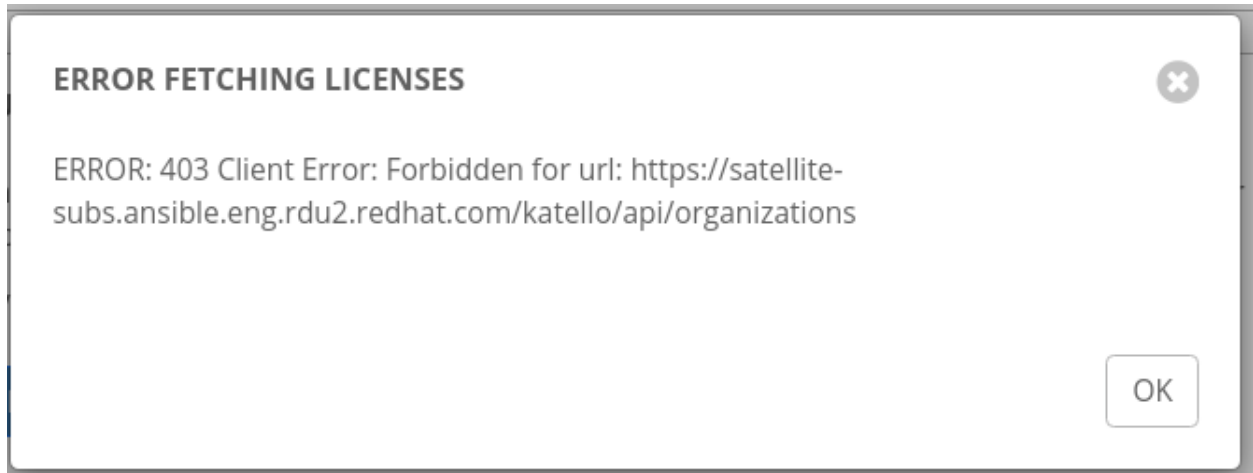 ERROR FETCHING LICENSES
ERROR: 403 Client Error: Forbidden for url: https://satellite-
subs.ansible.eng.rdu2.redhat.com/katello/api/organizations
OK